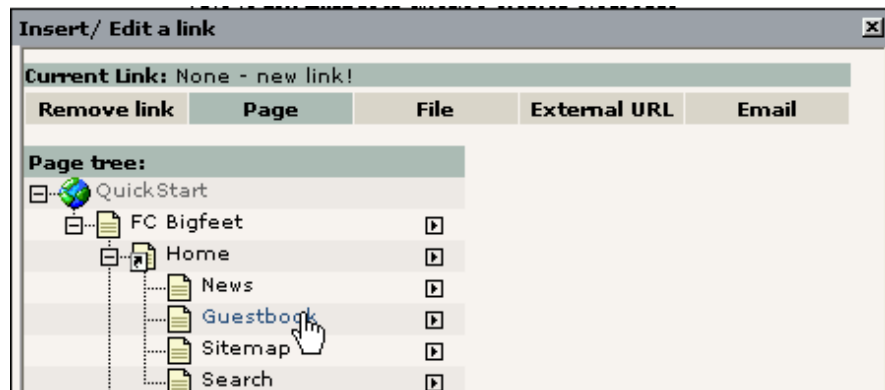 Insert/ Edit a link
Current Link: None - new link!
Remove link Page File External URL Email
Page tree:
QuickStart
FC Bigfeet
Home
News
Guestbook
Sitemap
Search